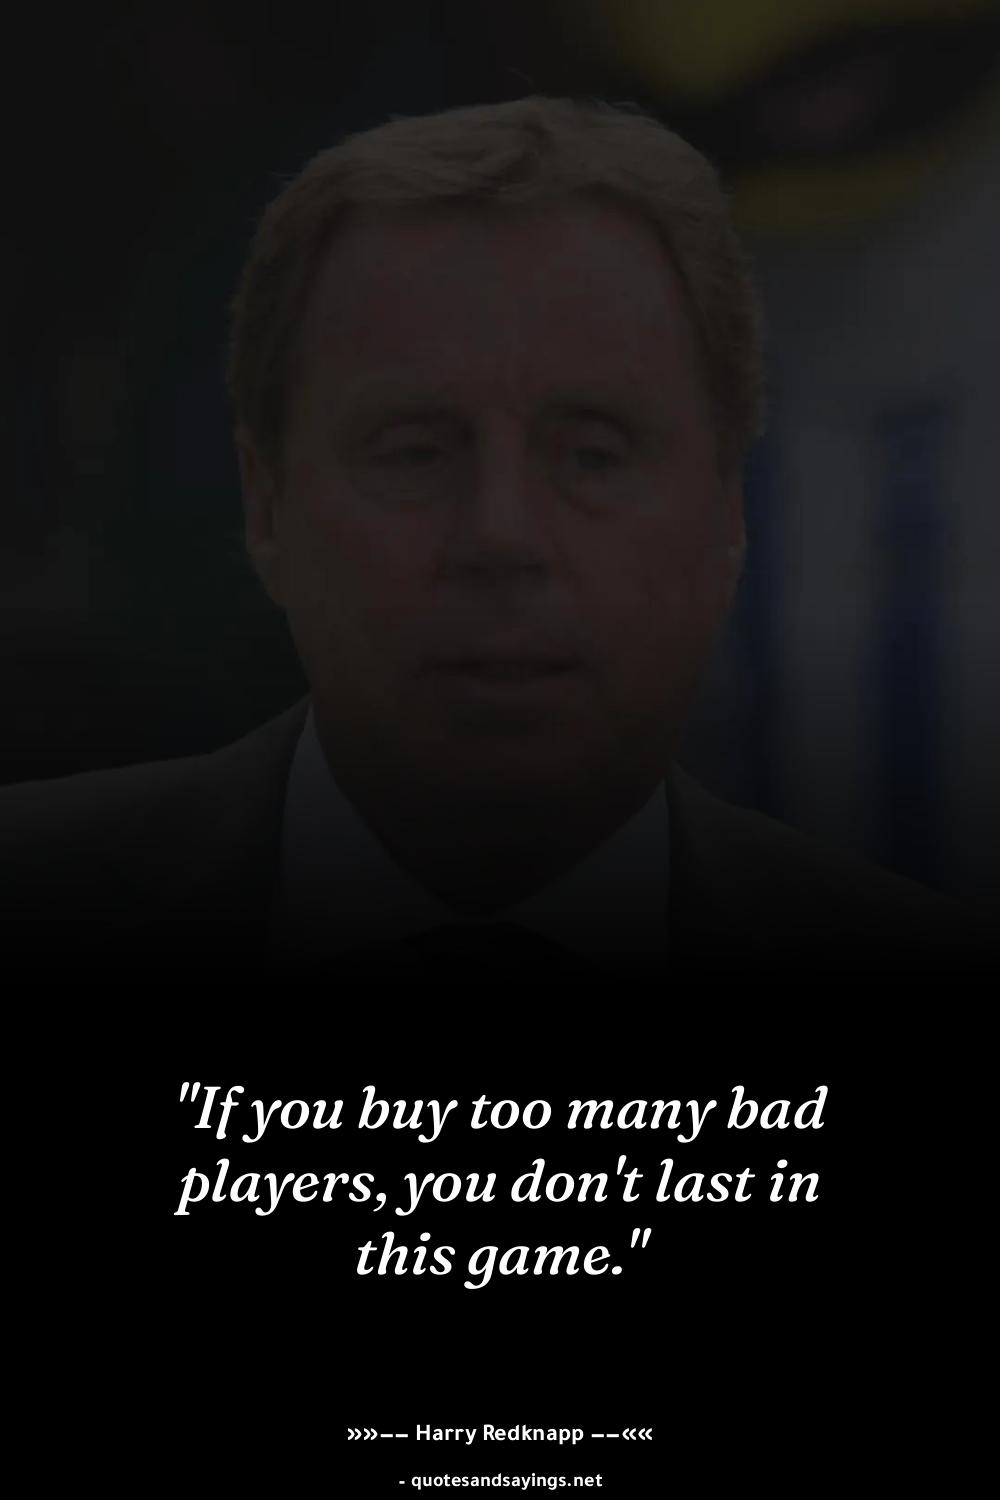 "If you buy too many bad
players, you don't last in
this game."
»»−− Harry Redknapp −−««
- quotesandsayings.net